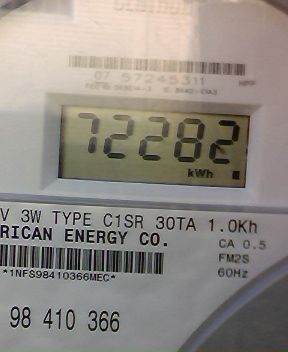 07 57245311
72282
kWh
V 3W TYPE C1SR 30TA 1.0Kh
RICAN ENERGY CO.
CA 0.5
FM2S
60Hz
*1NFS98410366MEC*
98 410 366